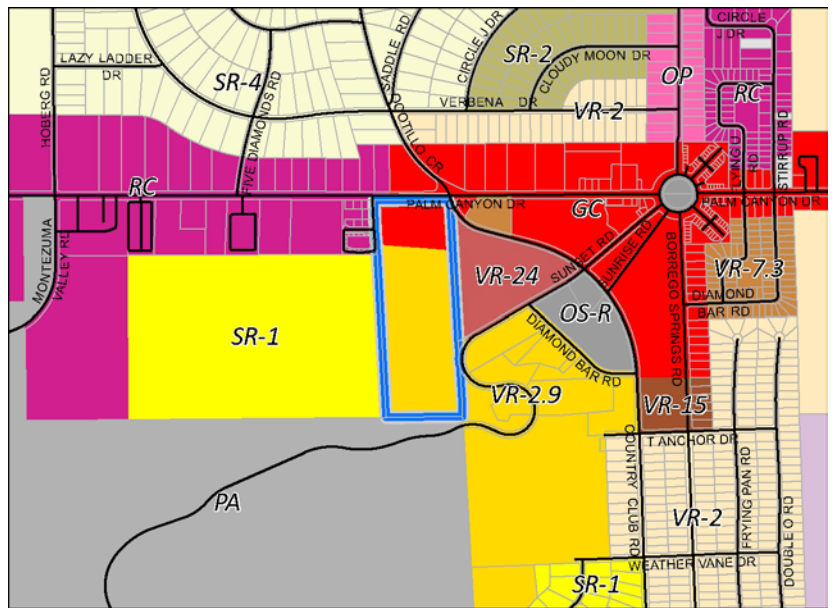 CIRCLE
J DR
LAZY LADDER
DR
HOBERG RD
SR-4
FIVE DIAMONDS RD
SADDLE RD
OCOTILLO CR
CIRCLE J DR
SR-2
CLOUDY MOON DR
VERBENA DR
VR-2
OP
RC
FLYING U
RD
STIRRUP RD
RC
PALM CANYON DR
GC
PALM CANYON DR
MONTEZUMA
VALLEY RD
SUNSET RD
SUNRISE RD
BORREGO SPRINGS RD
VR-24
VR-7.3
DIAMOND
BAR RD
OS-R
SR-1
DIAMOND BAR RD
VR-2.9
VR-15
T ANCHOR DR
COUNTRY CLUB RD
FRYING PAN RD
DOUBLE O RD
PA
VR-2
WEATHER VANE DR
SR-1